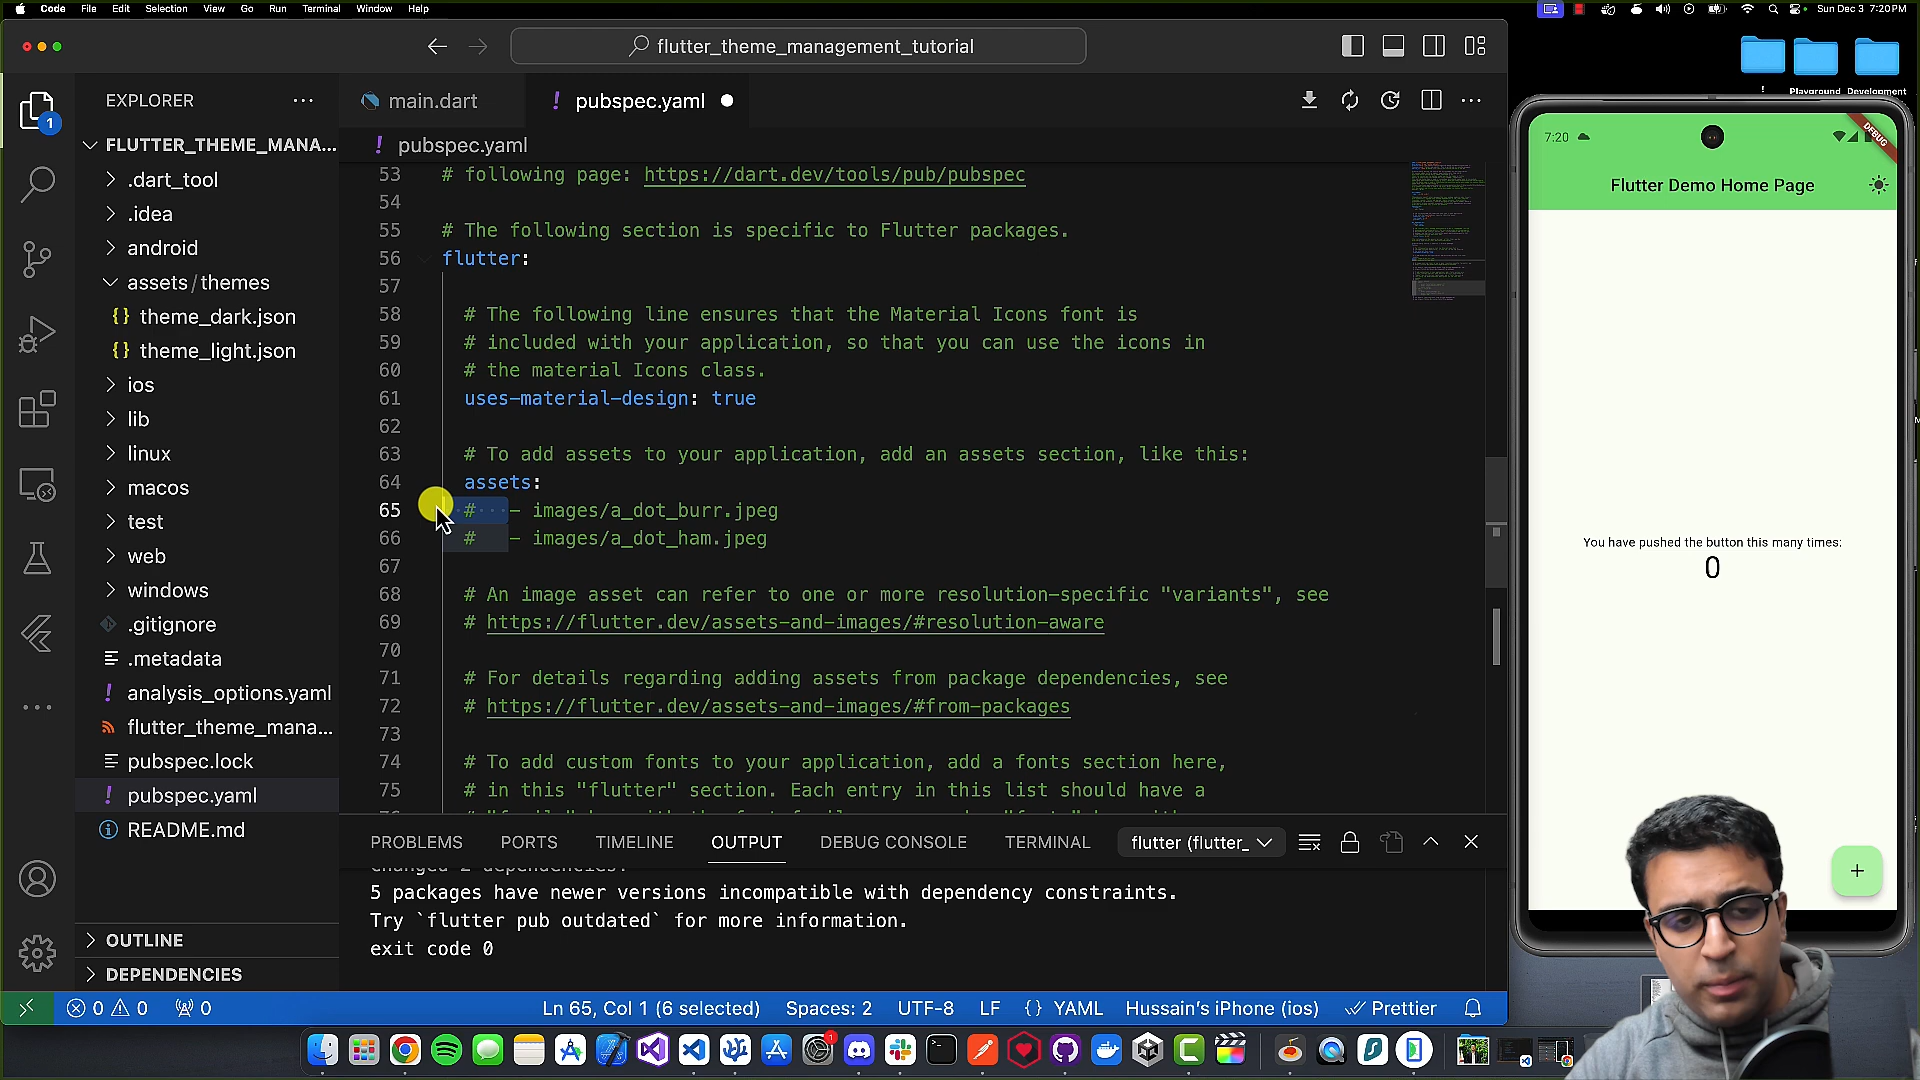 Code File Edit Selection View Go Run Terminal Window Help
Sun Dec 3 7:20 PM
flutter_theme_management_tutorial
Playground Development
EXPLORER
1
FLUTTER_THEME_MANA...
.dart_tool
.idea
android
assets/themes
{} theme_dark.json
{} theme_light.json
ios
lib
linux
macos
test
web
windows
.gitignore
.metadata
! analysis_options.yaml
flutter_theme_mana...
pubspec.lock
! pubspec.yaml
README.md
OUTLINE
DEPENDENCIES
main.dart
! pubspec.yaml
! pubspec.yaml
53 # following page: https://dart.dev/tools/pub/pubspec
54
55 # The following section is specific to Flutter packages.
56 flutter:
57
58 # The following line ensures that the Material Icons font is
59 # included with your application, so that you can use the icons in
60 # the material Icons class.
61 uses-material-design: true
62
63 # To add assets to your application, add an assets section, like this:
64 assets:
65 # - images/a_dot_burr.jpeg
66 # - images/a_dot_ham.jpeg
67
68 # An image asset can refer to one or more resolution-specific "variants", see
69 # https://flutter.dev/assets-and-images/#resolution-aware
70
71 # For details regarding adding assets from package dependencies, see
72 # https://flutter.dev/assets-and-images/#from-packages
73
74 # To add custom fonts to your application, add a fonts section here,
75 # in this "flutter" section. Each entry in this list should have a
PROBLEMS PORTS TIMELINE OUTPUT DEBUG CONSOLE TERMINAL flutter (flutter_
Changed 2 dependencies!
5 packages have newer versions incompatible with dependency constraints.
Try `flutter pub outdated` for more information.
exit code 0
0 0 0 Ln 65, Col 1 (6 selected) Spaces: 2 UTF-8 LF {} YAML Hussain's iPhone (ios) Prettier
7:20
DEBUG
Flutter Demo Home Page
You have pushed the button this many times:
0
+